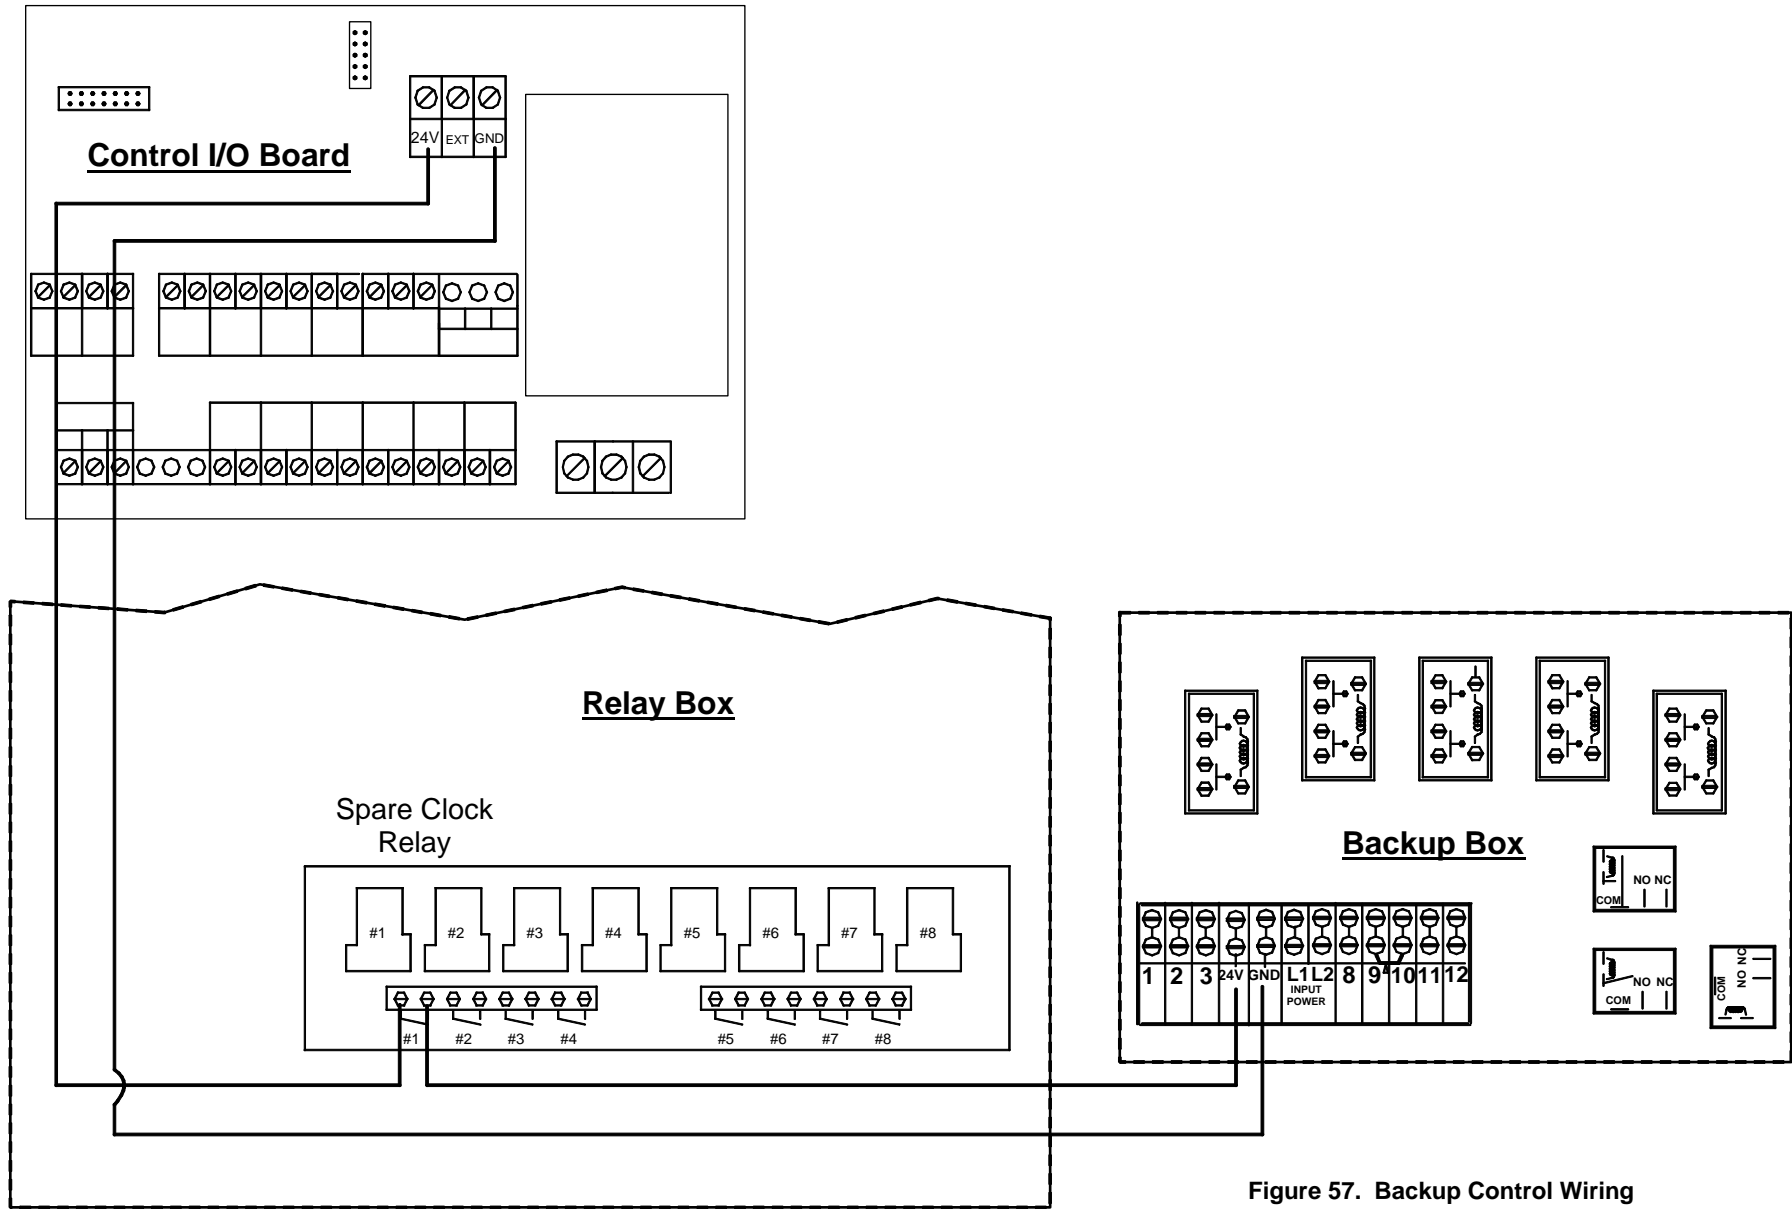 24V EXT GND
Control I/O Board
Relay Box
Spare Clock
Relay
#1 #2 #3 #4 #5 #6 #7 #8
#1 #2 #3 #4 #5 #6 #7 #8
Backup Box
1 2 3 24V GND L1 L2 8 9 10 11 12
INPUT
POWER
NO NC
COM
NO NC
COM
NO NC
COM
Figure 57. Backup Control Wiring